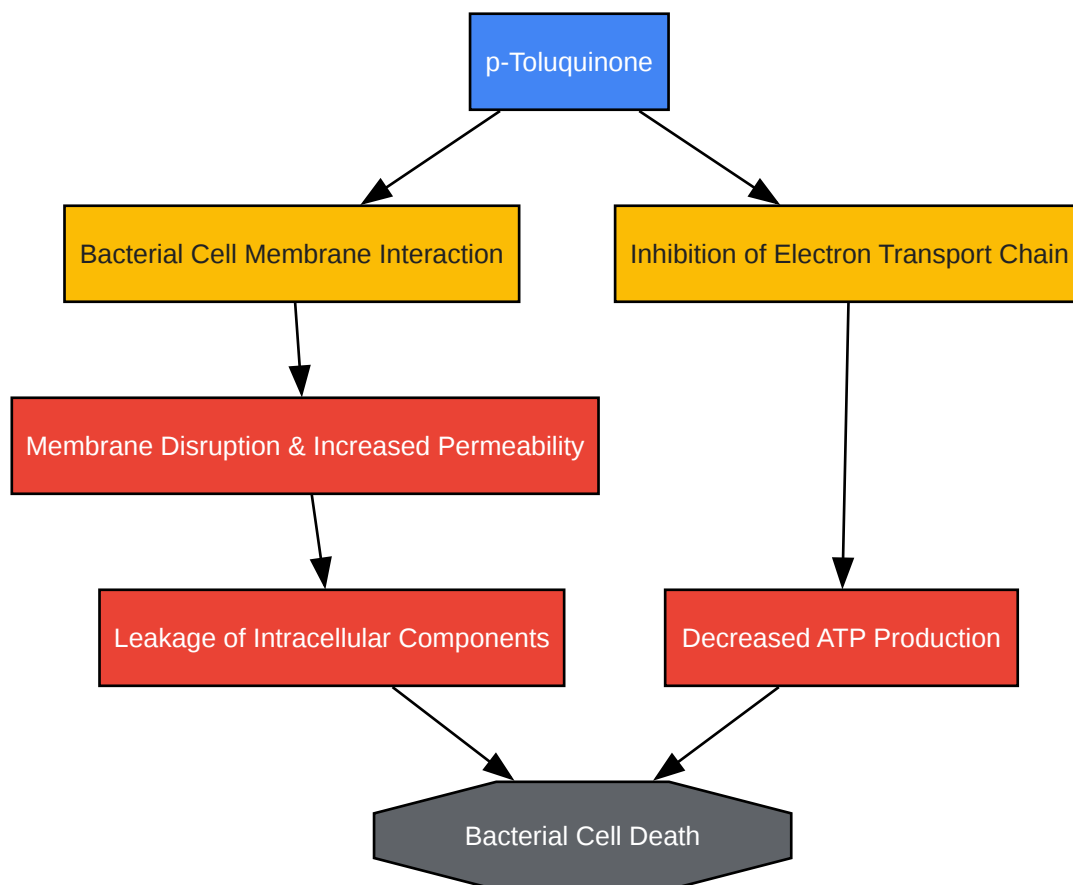 p-Toluquinone
Bacterial Cell Membrane Interaction
Inhibition of Electron Transport Chain
Membrane Disruption & Increased Permeability
Leakage of Intracellular Components
Decreased ATP Production
Bacterial Cell Death